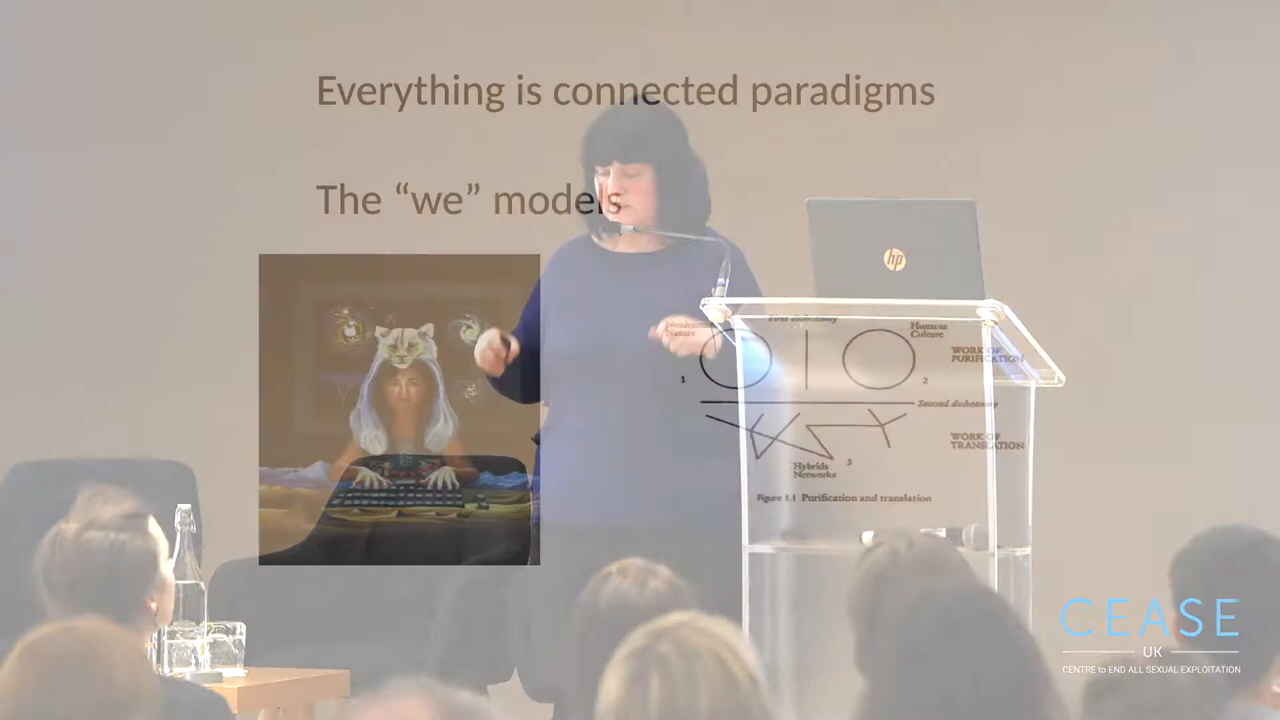 Everything is connected paradigms
The “we” models
hp
First dichotomy
Nonhumans
Nature
Humans
Culture
WORK OF
PURIFICATION
1
2
Second dichotomy
WORK OF
TRANSLATION
3
Hybrids
Networks
Figure 1.1 Purification and translation
CEASE
UK
CENTRE to END ALL SEXUAL EXPLOITATION